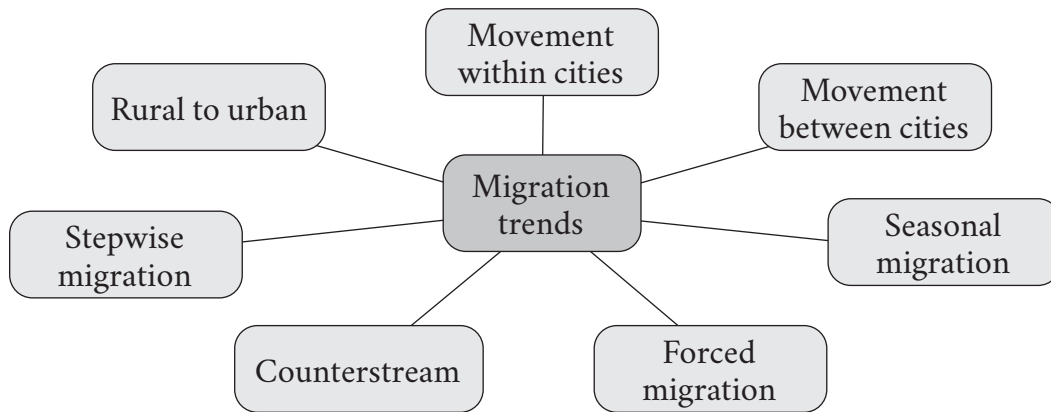 Movement
within cities
Rural to urban
Movement
between cities
Migration
trends
Stepwise
migration
Seasonal
migration
Counterstream
Forced
migration